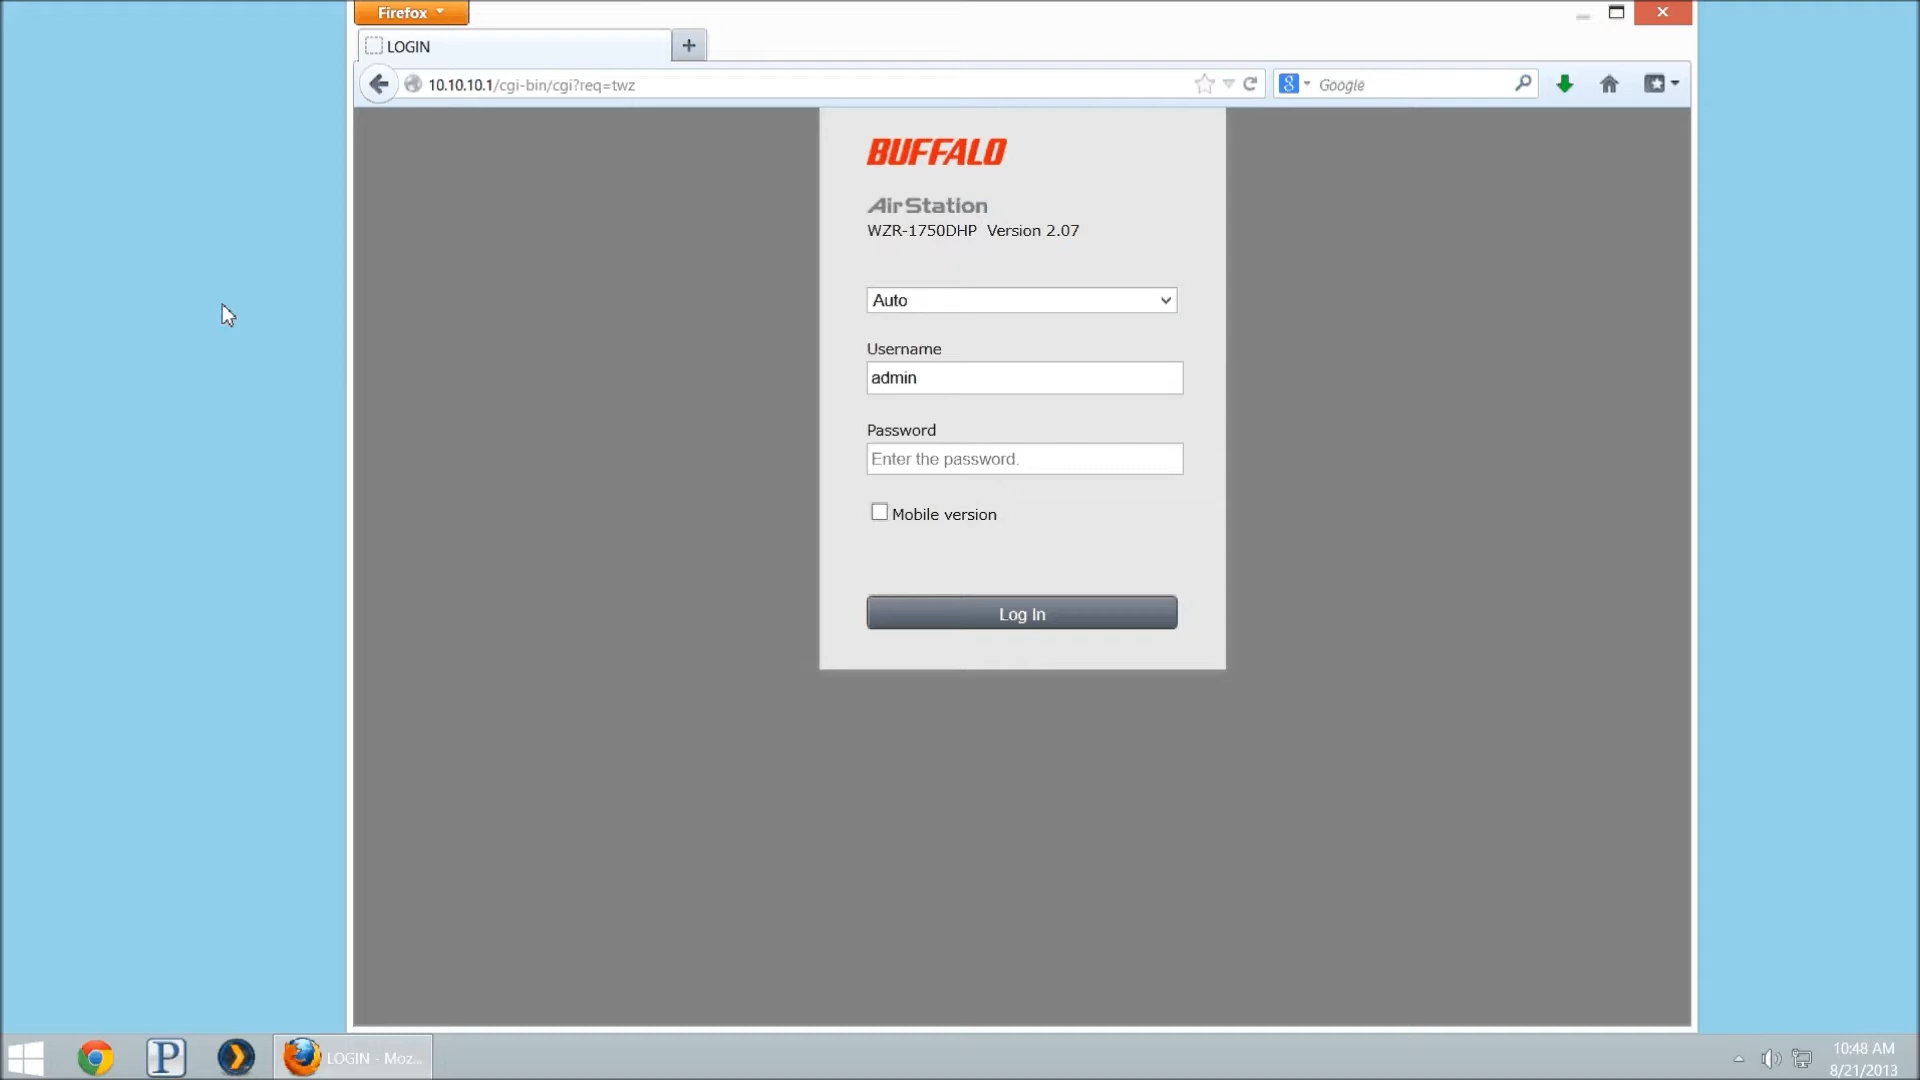 Firefox
LOGIN
10.10.10.1/cgi-bin/cgi?req=twz
Google
BUFFALO
AirStation
WZR-1750DHP Version 2.07
Auto
Username
admin
Password
Enter the password.
Mobile version
Log In
LOGIN - Moz...
10:48 AM
8/21/2013